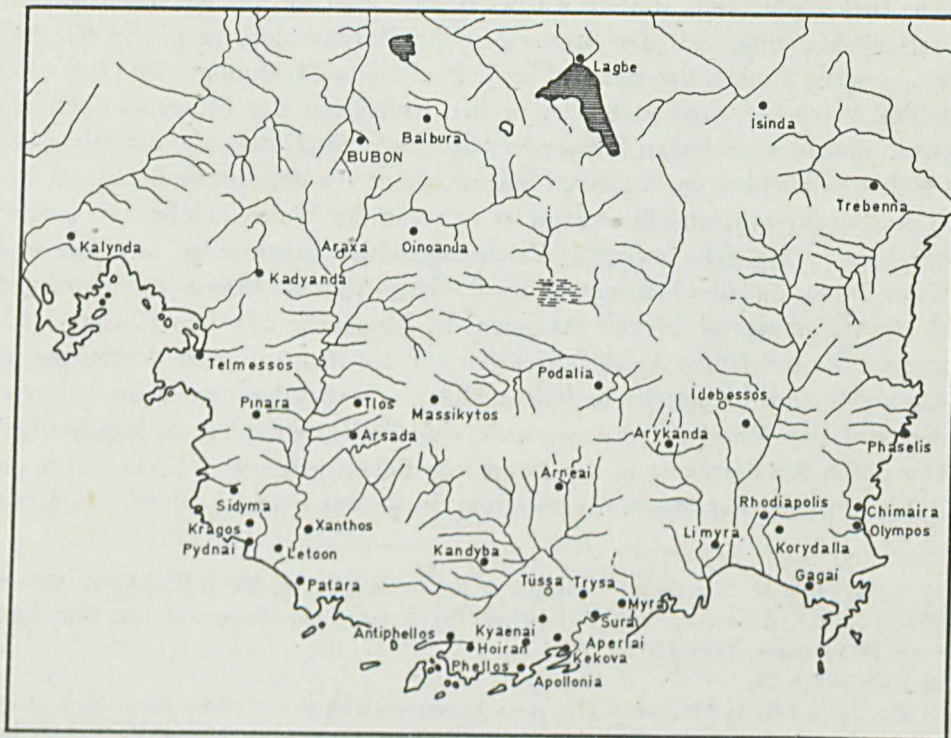 Lagbe
İsinda
Balbura
BUBON
Trebenna
Kalynda
Araxa
Oinoanda
Kadyanda
Telmessos
Podalia
Pınara
Tlos
Massikytos
İdebessos
Arsada
Arykanda
Phaselis
Arneai
Sidyma
Rhodiapolis
Chimaira
Kragos
Xanthos
Olympos
Pydnai
Letoon
Kandyba
Limyra
Korydalla
Patara
Tüssa
Trysa
Gagai
Myra
Sura
Antiphellos
Kyaenai
Aperlai
Hoiran
Kekova
Phellos
Apollonia